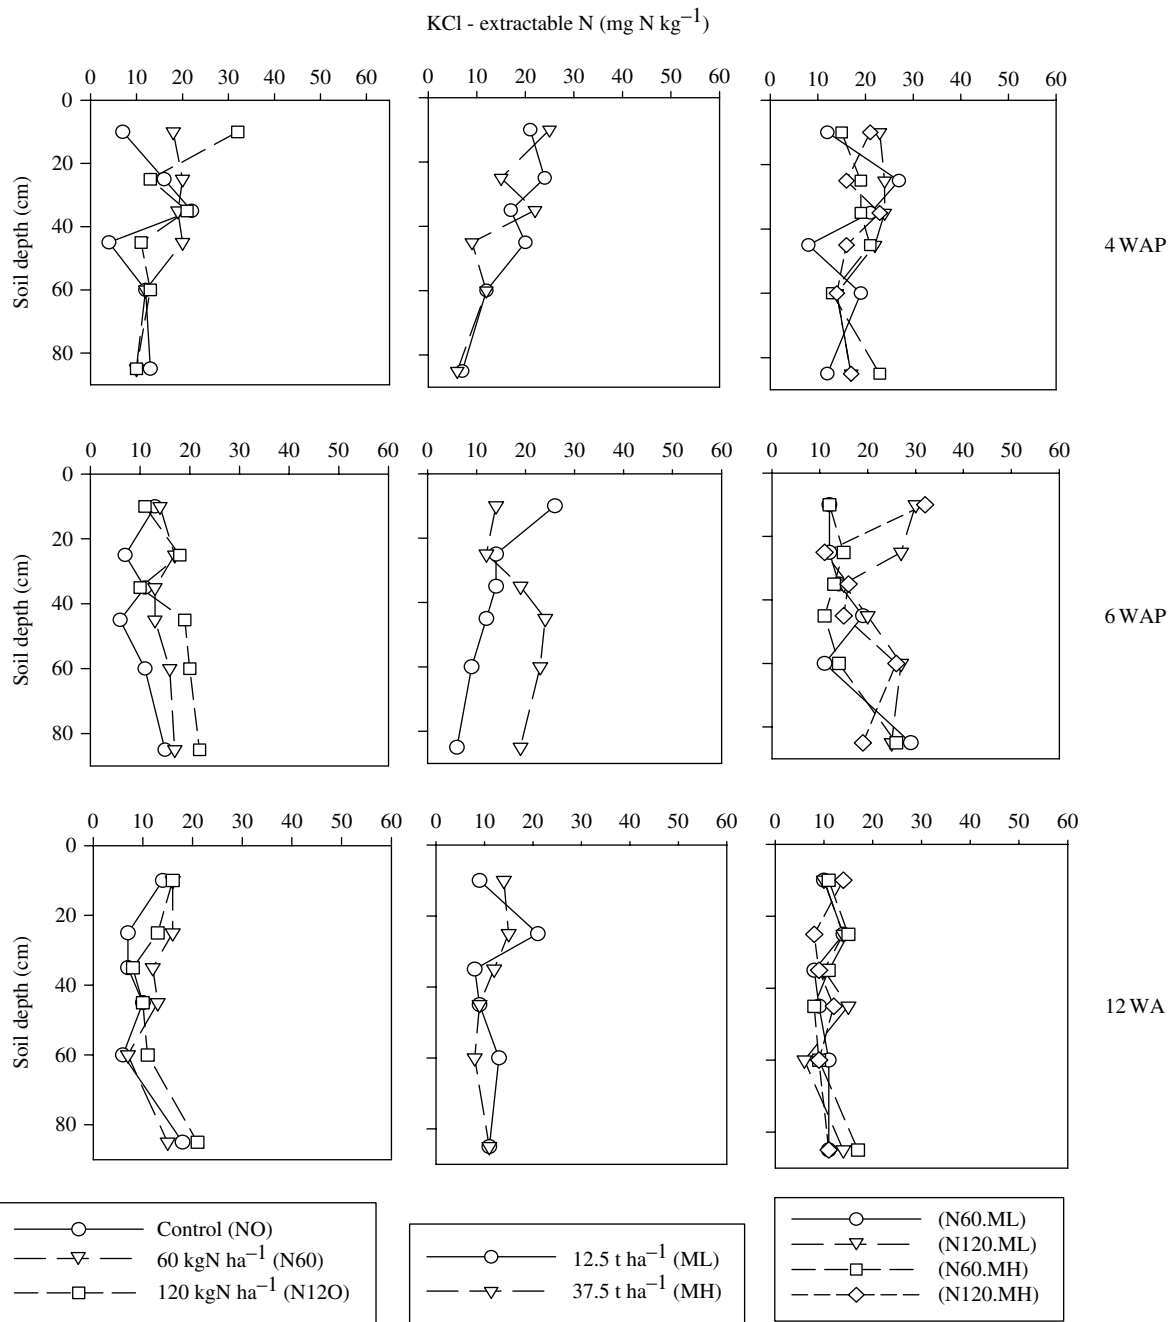 KCl - extractable N (mg N kg⁻¹)
0 10 20 30 40 50 60
0 10 20 30 40 50 60
0 10 20 30 40 50 60
0
20
40
60
80
Soil depth (cm)
4 WAP
0 10 20 30 40 50 60
0 10 20 30 40 50 60
0 10 20 30 40 50 60
0
20
40
60
80
Soil depth (cm)
6 WAP
0 10 20 30 40 50 60
0 10 20 30 40 50 60
0 10 20 30 40 50 60
0
20
40
60
80
Soil depth (cm)
12 WA
Control (NO)
60 kgN ha⁻¹ (N60)
120 kgN ha⁻¹ (N12O)
12.5 t ha⁻¹ (ML)
37.5 t ha⁻¹ (MH)
(N60.ML)
(N120.ML)
(N60.MH)
(N120.MH)